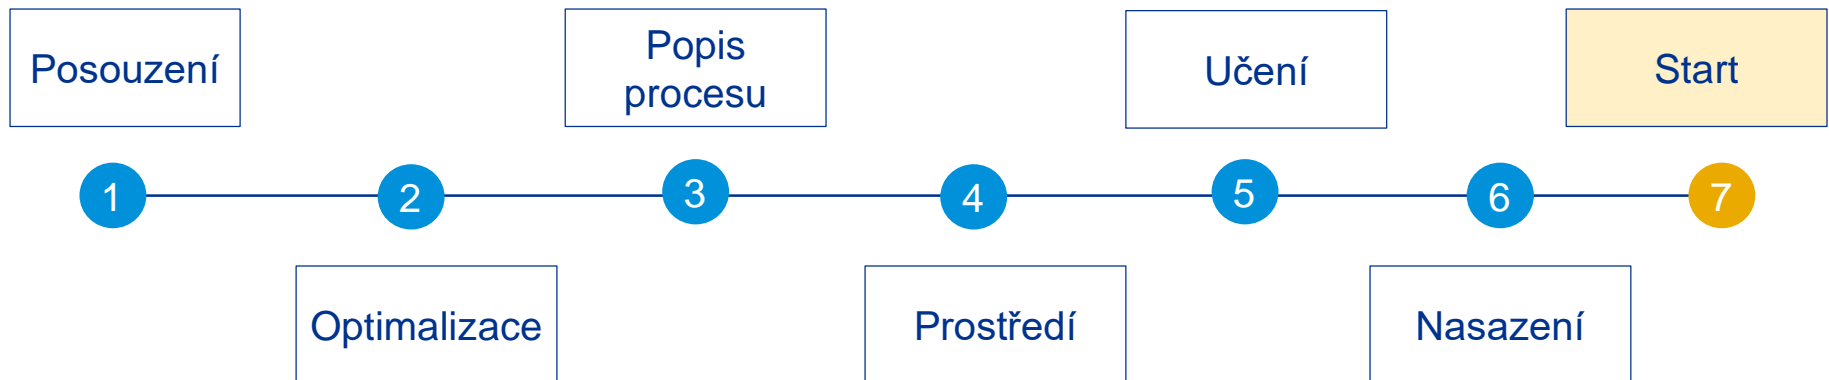 Posouzení
Popis
procesu
Učení
Start
1
2
3
4
5
6
7
Optimalizace
Prostředí
Nasazení